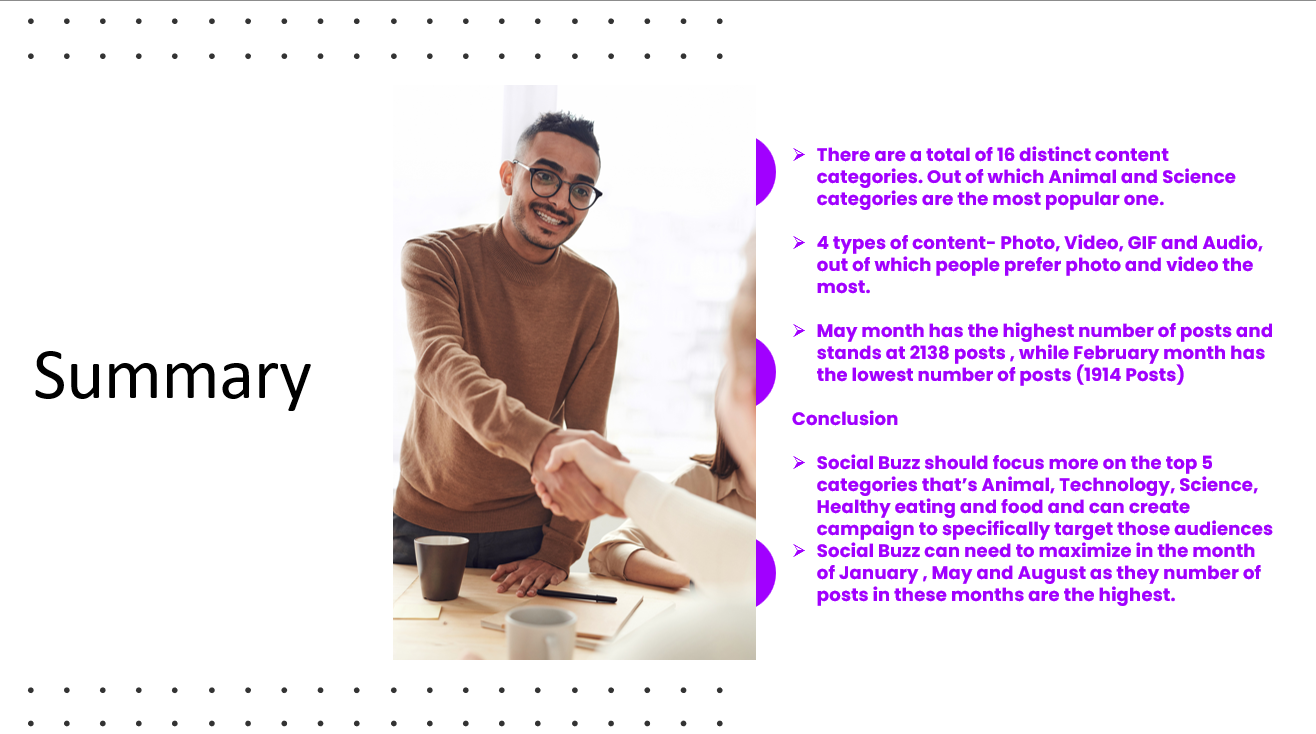 Summary
➢ There are a total of 16 distinct content
categories. Out of which Animal and Science
categories are the most popular one.
➢ 4 types of content- Photo, Video, GIF and Audio,
out of which people prefer photo and video the
most.
➢ May month has the highest number of posts and
stands at 2138 posts , while February month has
the lowest number of posts (1914 Posts)
Conclusion
➢ Social Buzz should focus more on the top 5
categories that’s Animal, Technology, Science,
Healthy eating and food and can create
campaign to specifically target those audiences
➢ Social Buzz can need to maximize in the month
of January , May and August as they number of
posts in these months are the highest.